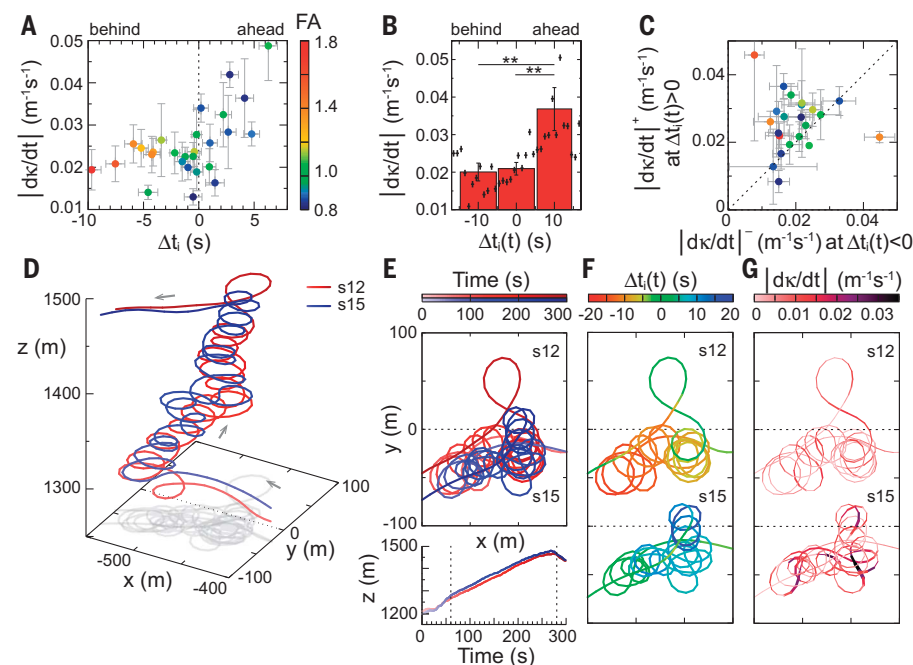 A
behind
ahead
FA
0.05
0.04
0.03
0.02
0.01
|dκ/dt| (m⁻¹s⁻¹)
-10
-5
0
5
Δtᵢ (s)
1.8
1.4
1.0
0.8
B
behind
ahead
**
**
0.05
0.04
0.03
0.02
0.01
|dκ/dt| (m⁻¹s⁻¹)
-10
0
10
Δtᵢ(t) (s)
C
0.04
0.02
0
|dκ/dt|⁺ (m⁻¹s⁻¹)
at Δtᵢ(t)>0
0
0.02
0.04
|dκ/dt|⁻ (m⁻¹s⁻¹) at Δtᵢ(t)<0
D
s12
s15
1500
z (m)
1400
1300
-500
x (m)
-400
-100
0
y (m)
100
E
Time (s)
0
100
200
300
100
s12
y (m)
0
s15
-100
x (m)
1500
z (m)
1200
0
100
200
300
Time (s)
F
Δtᵢ(t) (s)
-20
-10
-5
0
5
10
20
s12
s15
G
|dκ/dt| (m⁻¹s⁻¹)
0
0.01
0.02
0.03
s12
s15